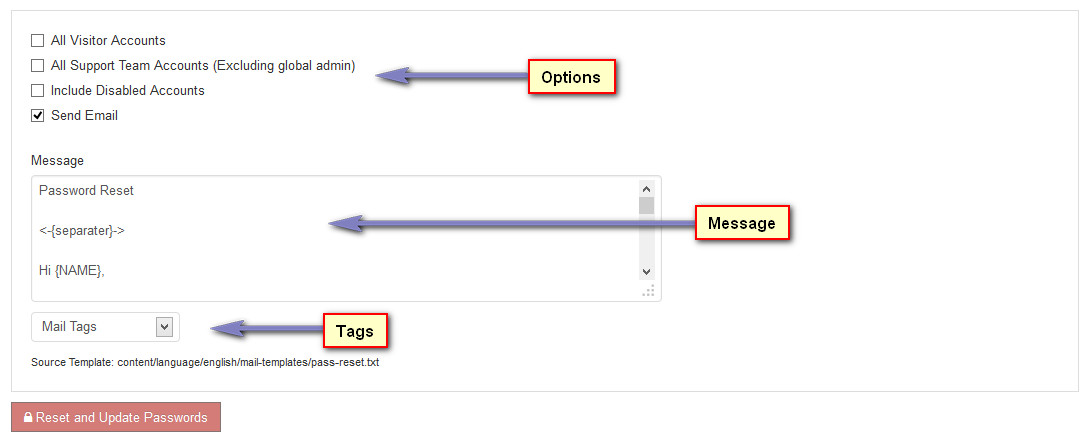 All Visitor Accounts
All Support Team Accounts (Excluding global admin)
Include Disabled Accounts
Send Email
Options
Message
Password Reset
<-{separater}->
Hi {NAME},
Message
Mail Tags
Tags
Source Template: content/language/english/mail-templates/pass-reset.txt
Reset and Update Passwords